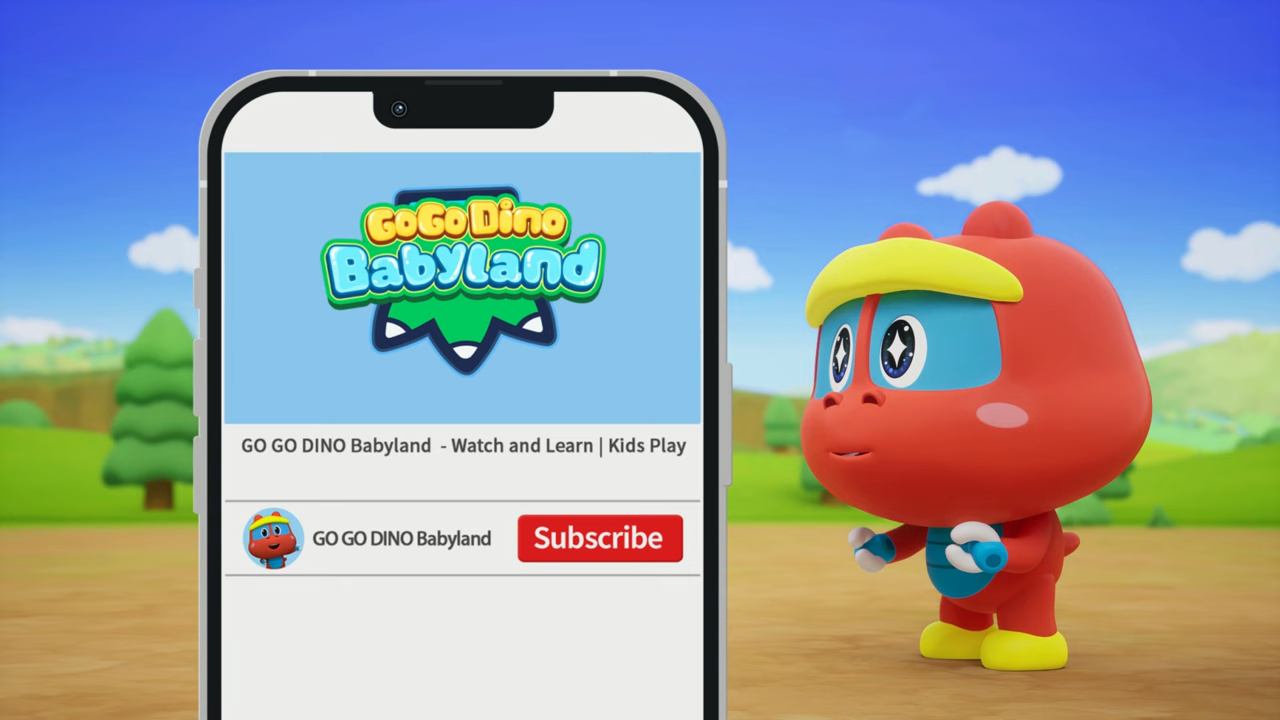 GoGo Dino
Babyland
GO GO DINO Babyland - Watch and Learn | Kids Play
GO GO DINO Babyland
Subscribe